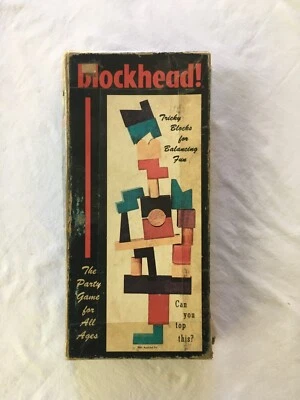 Blockhead!
Tricky
Blocks
for
Balancing
Fun
The
Party
Game
for
All
Ages
Can
you
top
this?